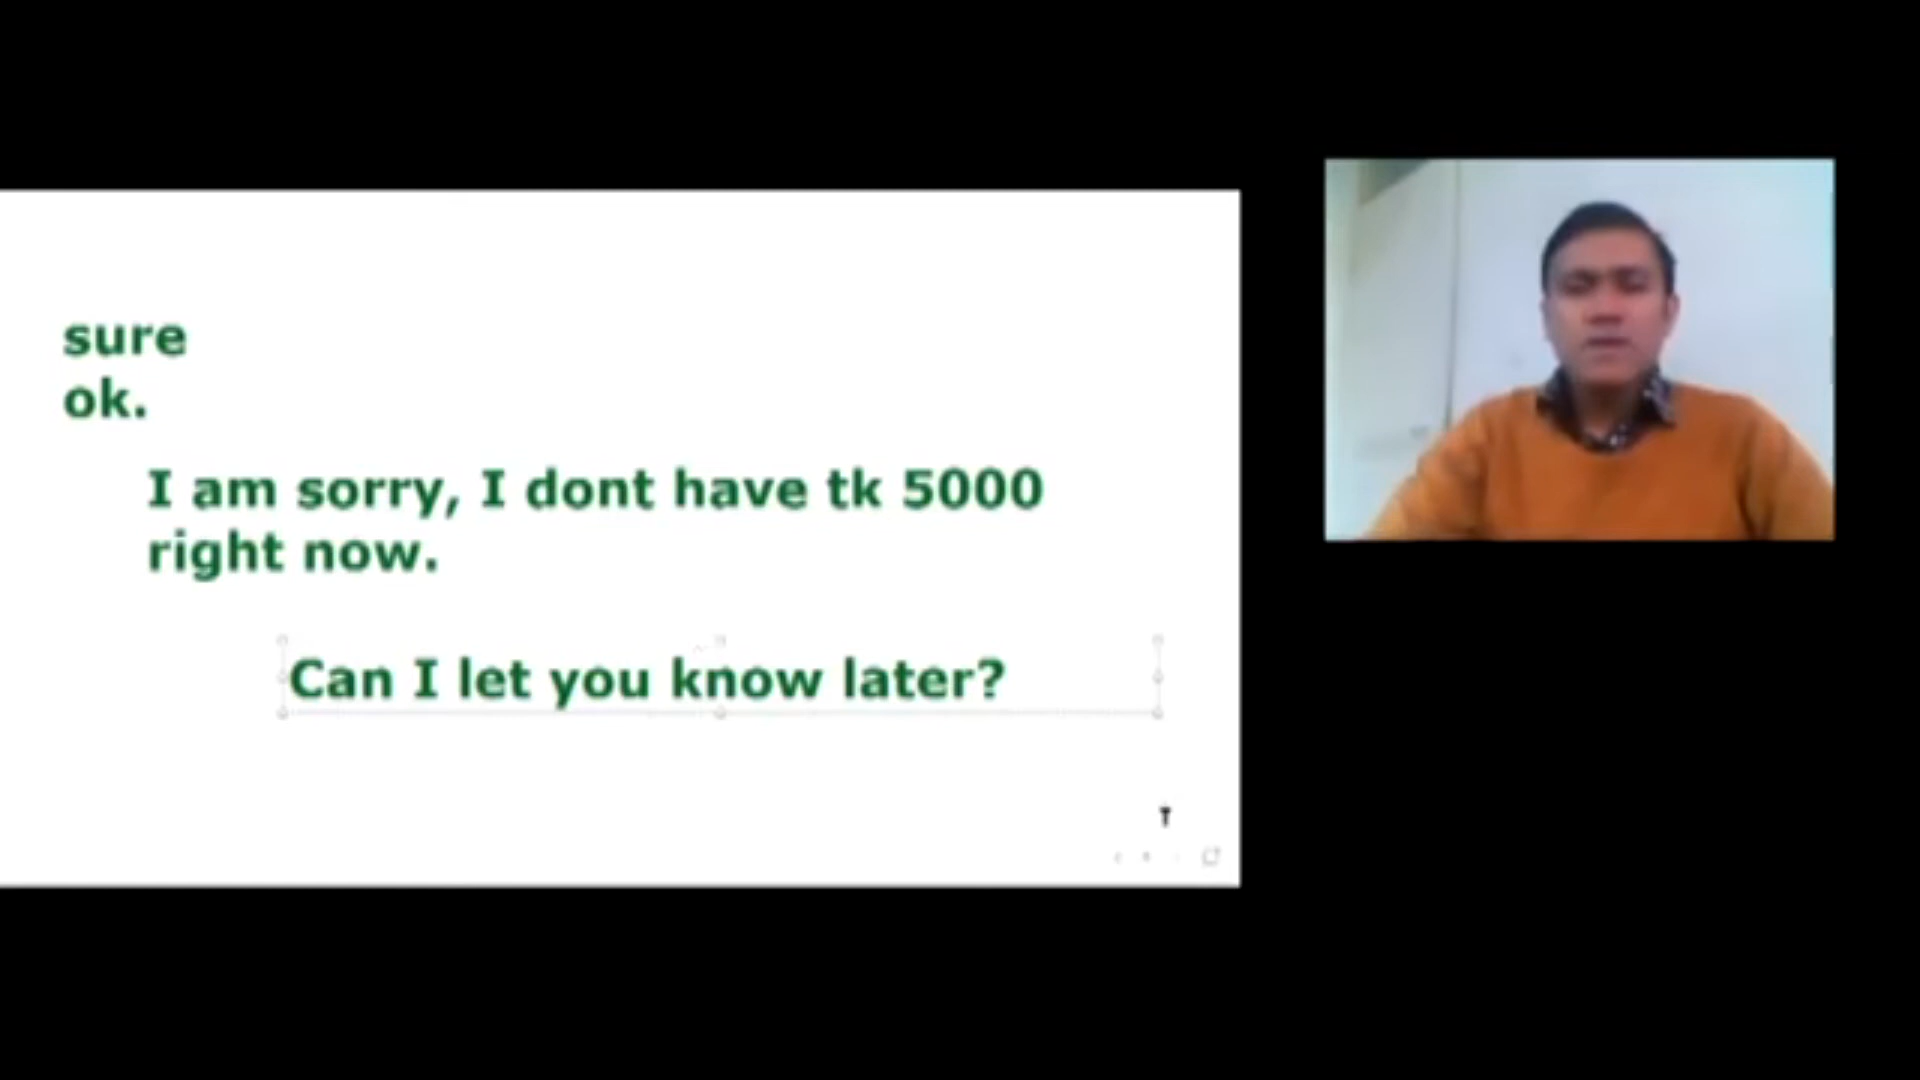 sure
ok.
I am sorry, I dont have tk 5000
right now.
Can I let you know later?